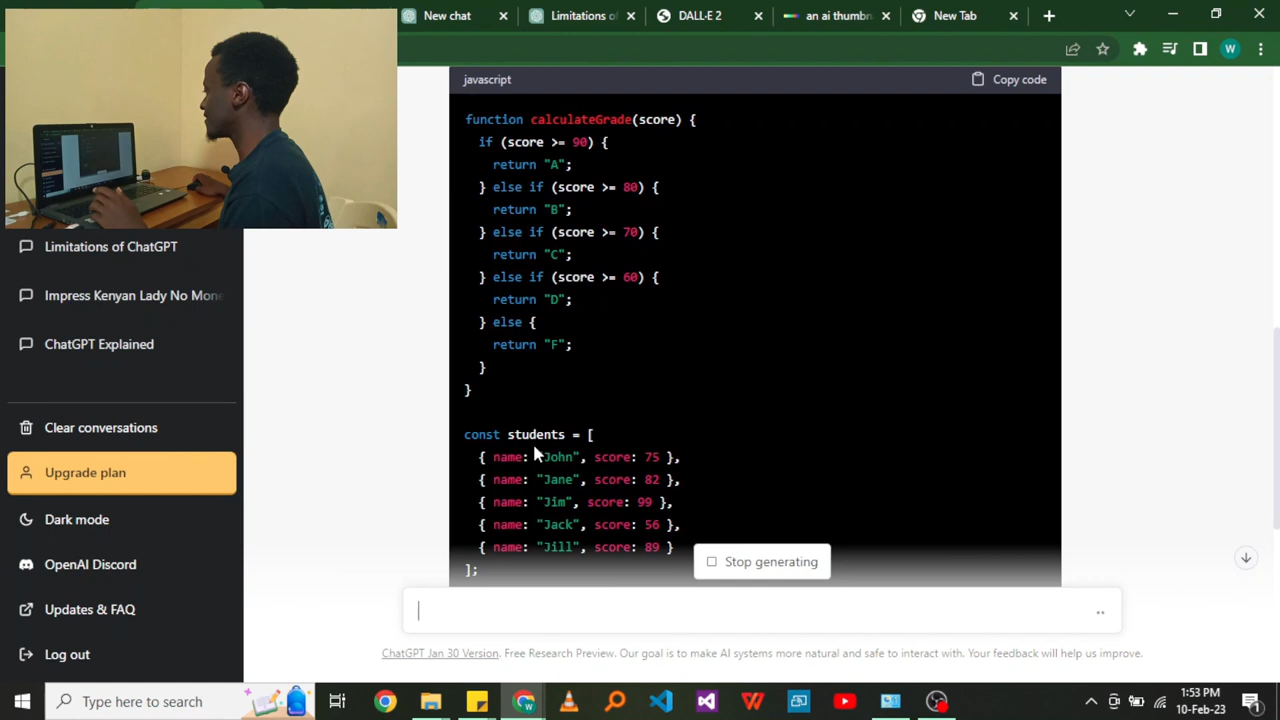 New chat
Limitations o
DALL·E 2
an ai thumbn
New Tab
W
javascript
Copy code
function calculateGrade(score) {
if (score >= 90) {
return "A";
} else if (score >= 80) {
return "B";
} else if (score >= 70) {
return "C";
} else if (score >= 60) {
return "D";
} else {
return "F";
}
}
const students = [
{ name: "John", score: 75 },
{ name: "Jane", score: 82 },
{ name: "Jim", score: 99 },
{ name: "Jack", score: 56 },
{ name: "Jill", score: 89 }
];
Stop generating
Limitations of ChatGPT
Impress Kenyan Lady No Mone
ChatGPT Explained
Clear conversations
Upgrade plan
Dark mode
OpenAI Discord
Updates & FAQ
Log out
ChatGPT Jan 30 Version. Free Research Preview. Our goal is to make AI systems more natural and safe to interact with. Your feedback will help us improve.
Type here to search
1:53 PM
10-Feb-23
1